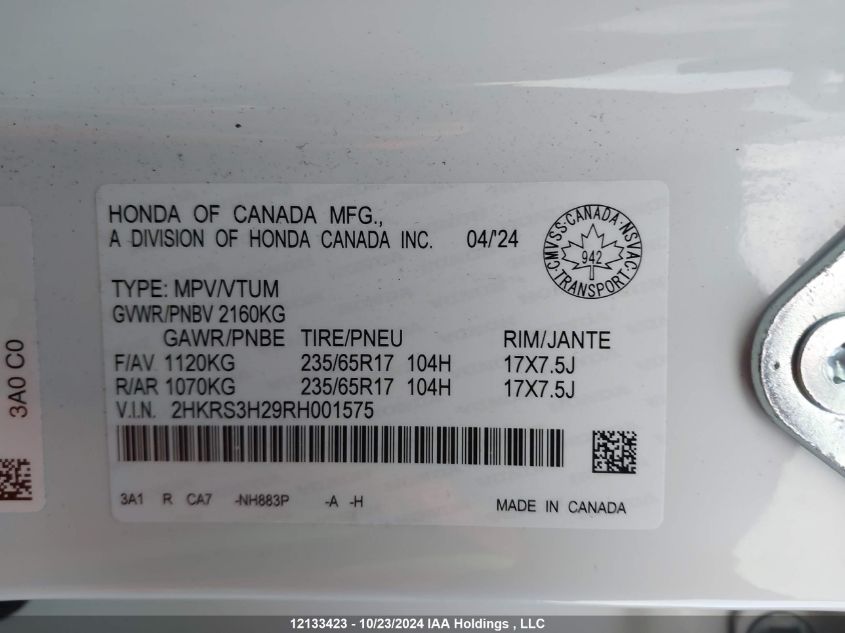 HONDA OF CANADA MFG.,
A DIVISION OF HONDA CANADA INC. 04/'24
CMVSS·CANADA·NSVAC·TRANSPORT·
942
TYPE: MPV/VTUM
GVWR/PNBV 2160KG
GAWR/PNBE TIRE/PNEU RIM/JANTE
F/AV 1120KG 235/65R17 104H 17X7.5J
R/AR 1070KG 235/65R17 104H 17X7.5J
V.I.N. 2HKRS3H29RH001575
3A1 R CA7 -NH883P -A -H MADE IN CANADA
3A0 C0
12133423 - 10/23/2024 IAA Holdings , LLC